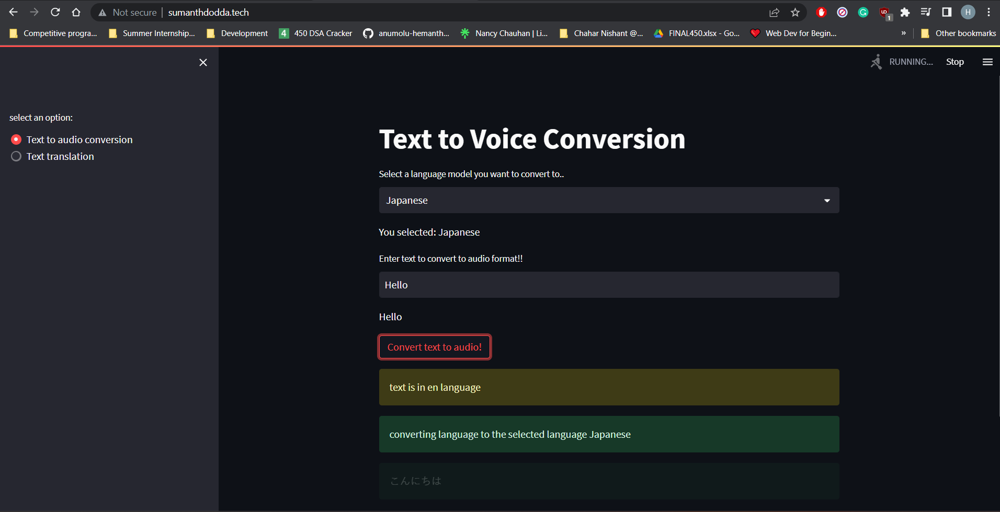 Not secure | sumanthdodda.tech
1
H
Competitive progra...
Summer Internship...
Development
4
450 DSA Cracker
anumolu-hemanth...
Nancy Chauhan | Li...
Chahar Nishant @...
FINAL450.xlsx - Go...
Web Dev for Begin...
»
Other bookmarks
RUNNING...
Stop
select an option:
Text to audio conversion
Text translation
Text to Voice Conversion
Select a language model you want to convert to..
Japanese
You selected: Japanese
Enter text to convert to audio format!!
Hello
Hello
Convert text to audio!
text is in en language
converting language to the selected language Japanese
こんにちは